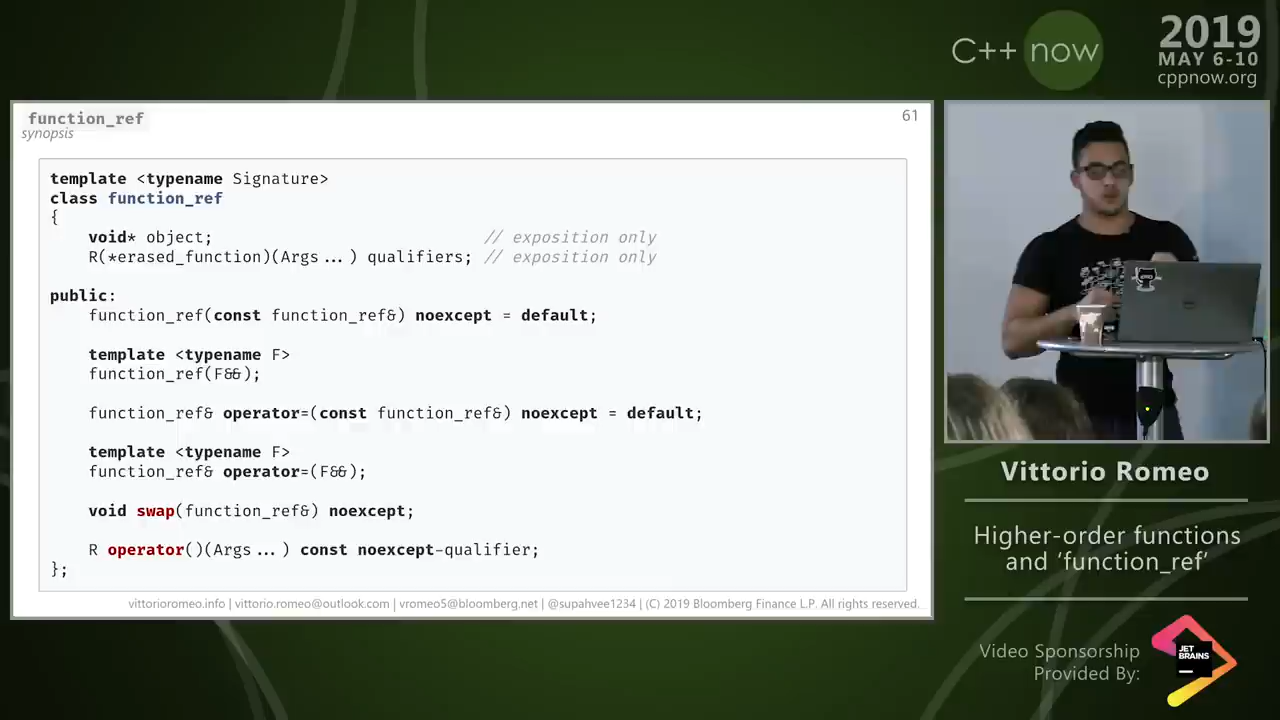 C++ now
2019
MAY 6-10
cppnow.org
function_ref
synopsis
61
template <typename Signature>
class function_ref
{
void* object; // exposition only
R(*erased_function)(Args...) qualifiers; // exposition only
public:
function_ref(const function_ref&) noexcept = default;
template <typename F>
function_ref(F&&);
function_ref& operator=(const function_ref&) noexcept = default;
template <typename F>
function_ref& operator=(F&&);
void swap(function_ref&) noexcept;
R operator()(Args...) const noexcept-qualifier;
};
vittorioromeo.info | vittorio.romeo@outlook.com | vromeo5@bloomberg.net | @supahvee1234 | (C) 2019 Bloomberg Finance L.P. All rights reserved.
Vittorio Romeo
Higher-order functions
and ‘function_ref’
Video Sponsorship
Provided By:
JET
BRAINS